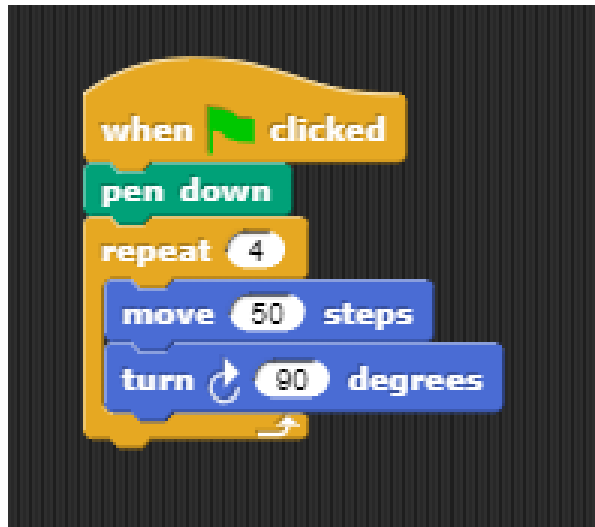 when clicked
pen down
repeat 4
move 50 steps
turn 90 degrees